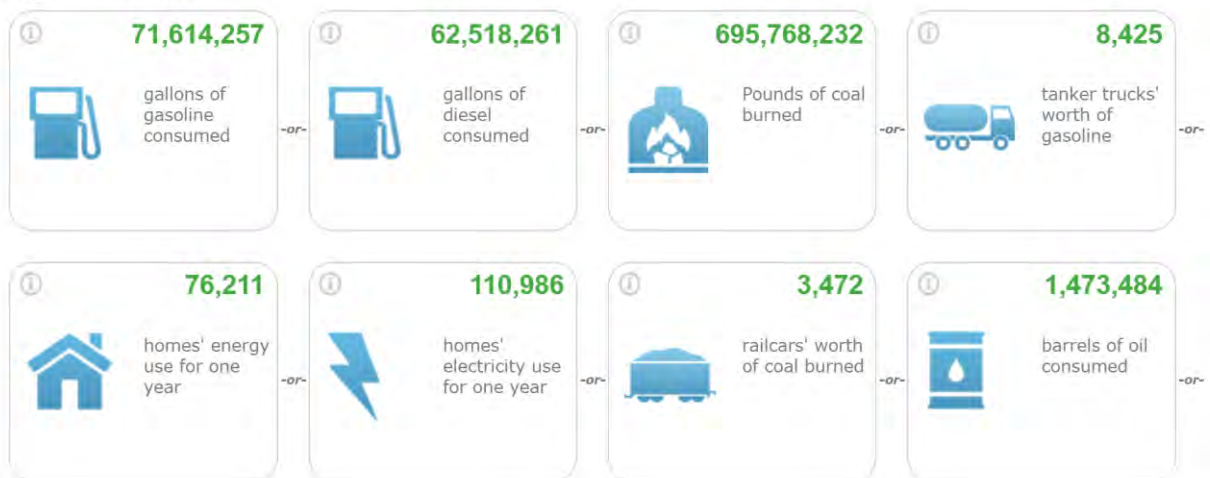 71,614,257
gallons of
gasoline
consumed
-or-
62,518,261
gallons of
diesel
consumed
-or-
695,768,232
Pounds of coal
burned
-or-
8,425
tanker trucks'
worth of
gasoline
-or-
76,211
homes' energy
use for one
year
-or-
110,986
homes'
electricity use
for one year
-or-
3,472
railcars' worth
of coal burned
-or-
1,473,484
barrels of oil
consumed
-or-